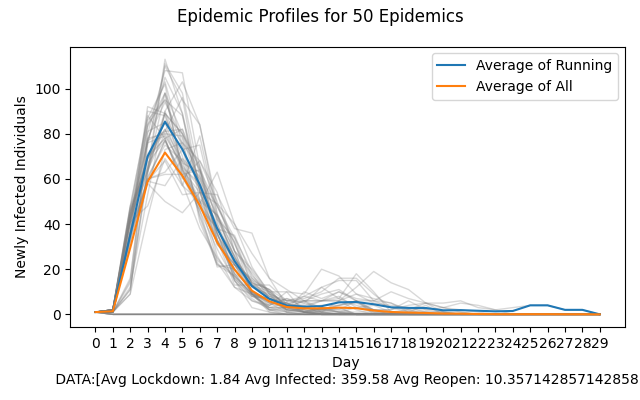 Epidemic Profiles for 50 Epidemics
Average of Running
Average of All
Newly Infected Individuals
100
80
60
40
20
0
0 1 2 3 4 5 6 7 8 9 10 11 12 13 14 15 16 17 18 19 20 21 22 23 24 25 26 27 28 29
Day
DATA:[Avg Lockdown: 1.84 Avg Infected: 359.58 Avg Reopen: 10.357142857142858